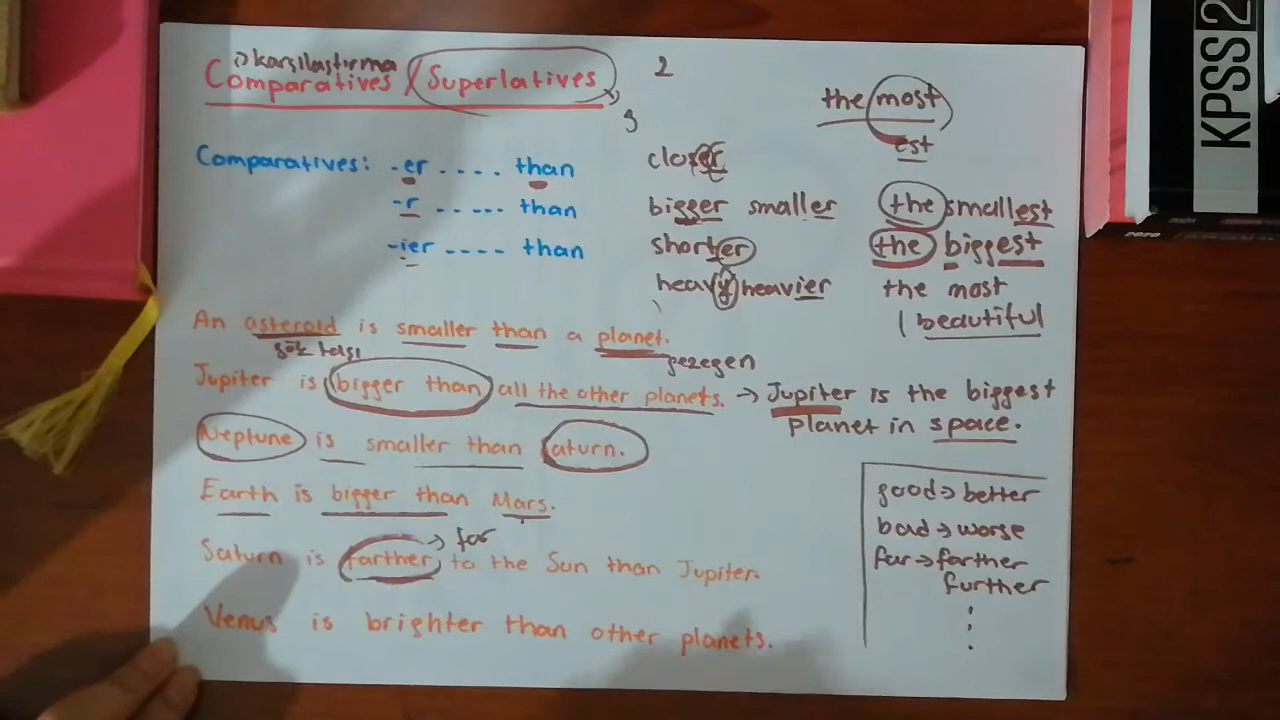 → karşılaştırma
Comparatives / Superlatives
2
3
the most
est
Comparatives: -er .... than
-r ..... than
-ier .... than
closer
bigger smaller
shorter
heavy heavier
the smallest
the biggest
the most
beautiful
An asteroid is smaller than a planet.
gök taşı
gezegen
Jupiter is bigger than all the other planets. → Jupiter is the biggest
planet in space.
Neptune is smaller than Saturn.
Earth is bigger than Mars.
→ far
Saturn is farther to the Sun than Jupiter.
Venus is brighter than other planets.
good → better
bad → worse
far → farther
further
KPSS 2
2020